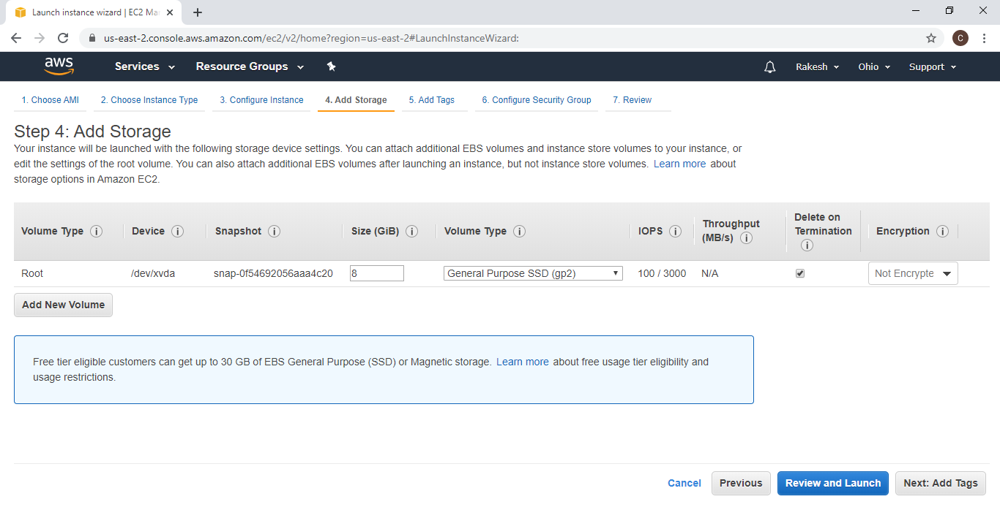 Launch instance wizard | EC2 Mar
us-east-2.console.aws.amazon.com/ec2/v2/home?region=us-east-2#LaunchInstanceWizard:
C
aws
Services
Resource Groups
Rakesh
Ohio
Support
1. Choose AMI
2. Choose Instance Type
3. Configure Instance
4. Add Storage
5. Add Tags
6. Configure Security Group
7. Review
Step 4: Add Storage
Your instance will be launched with the following storage device settings. You can attach additional EBS volumes and instance store volumes to your instance, or
edit the settings of the root volume. You can also attach additional EBS volumes after launching an instance, but not instance store volumes. Learn more about
storage options in Amazon EC2.
Volume Type i
Device i
Snapshot i
Size (GiB) i
Volume Type i
IOPS i
Throughput
(MB/s) i
Delete on
Termination
i
Encryption i
Root
/dev/xvda
snap-0f54692056aaa4c20
8
General Purpose SSD (gp2)
100 / 3000
N/A
Not Encrypte
Add New Volume
Free tier eligible customers can get up to 30 GB of EBS General Purpose (SSD) or Magnetic storage. Learn more about free usage tier eligibility and
usage restrictions.
Cancel
Previous
Review and Launch
Next: Add Tags